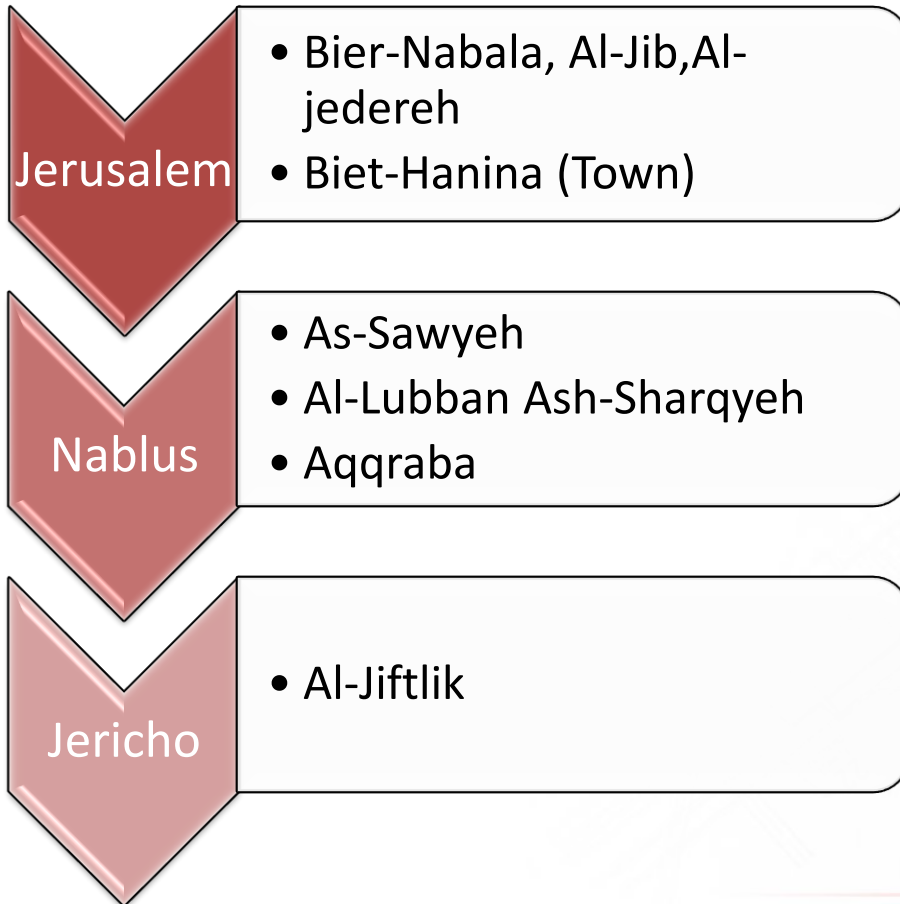 Jerusalem
• Bier-Nabala, Al-Jib,Al-
jedereh
• Biet-Hanina (Town)
Nablus
• As-Sawyeh
• Al-Lubban Ash-Sharqyeh
• Aqqraba
Jericho
• Al-Jiftlik